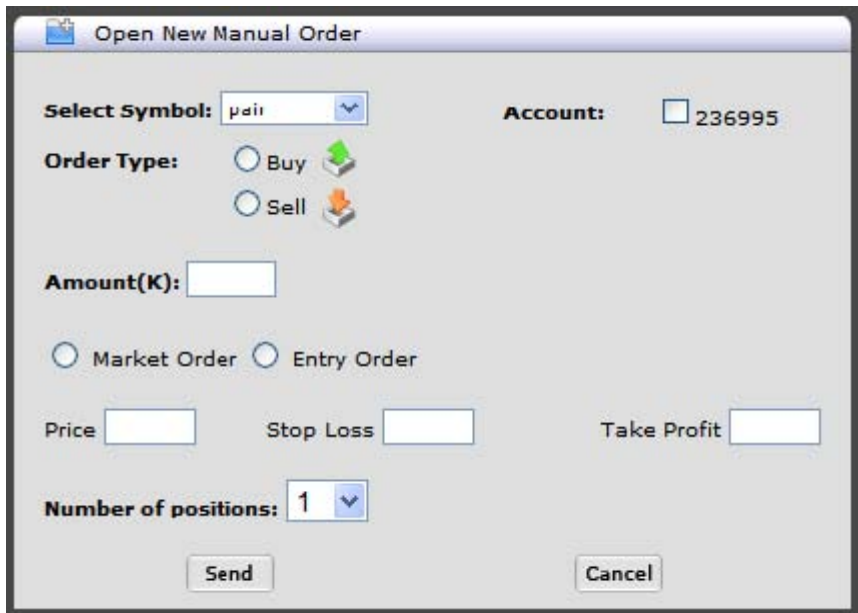 Open New Manual Order
Select Symbol: pair Account: 236995
Order Type: Buy
Sell
Amount(K):
Market Order Entry Order
Price Stop Loss Take Profit
Number of positions: 1
Send Cancel